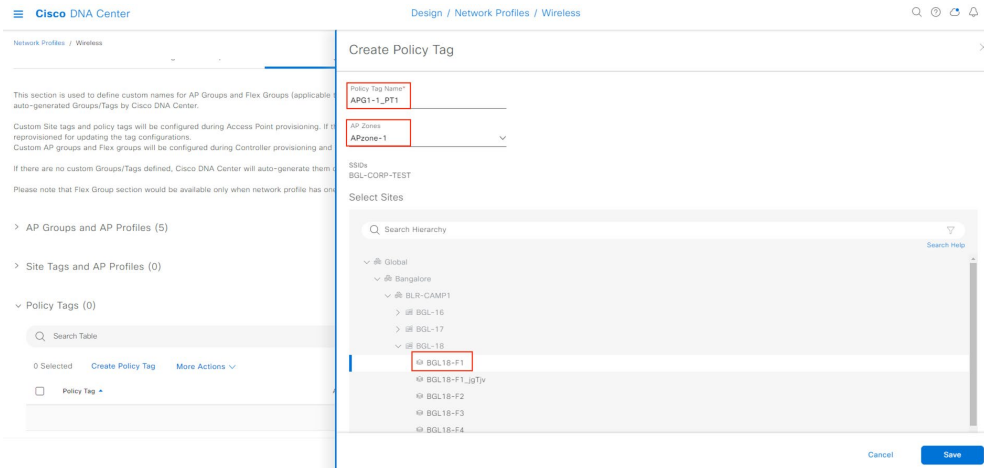 Cisco DNA Center
Design / Network Profiles / Wireless
Network Profiles / Wireless
This section is used to define custom names for AP Groups and Flex Groups (applicable
auto-generated Groups/Tags by Cisco DNA Center.
Custom Site tags and policy tags will be configured during Access Point provisioning. If
reprovisioned for updating the tag configurations.
Custom AP groups and Flex groups will be configured during Controller provisioning and
If there are no custom Groups/Tags defined, Cisco DNA Center will auto-generate them
Please note that Flex Group section would be available only when network profile has
AP Groups and AP Profiles (5)
Site Tags and AP Profiles (0)
Policy Tags (0)
Search Table
0 Selected Create Policy Tag More Actions
Policy Tag
Create Policy Tag
Policy Tag Name*
APG1-1_PT1
AP Zones
APzone-1
SSIDs
BGL-CORP-TEST
Select Sites
Search Hierarchy
Search Help
Global
Bangalore
BLR-CAMP1
BGL-16
BGL-17
BGL-18
BGL18-F1
BGL18-F1_jgTjv
BGL18-F2
BGL18-F3
BGL18-F4
Cancel Save